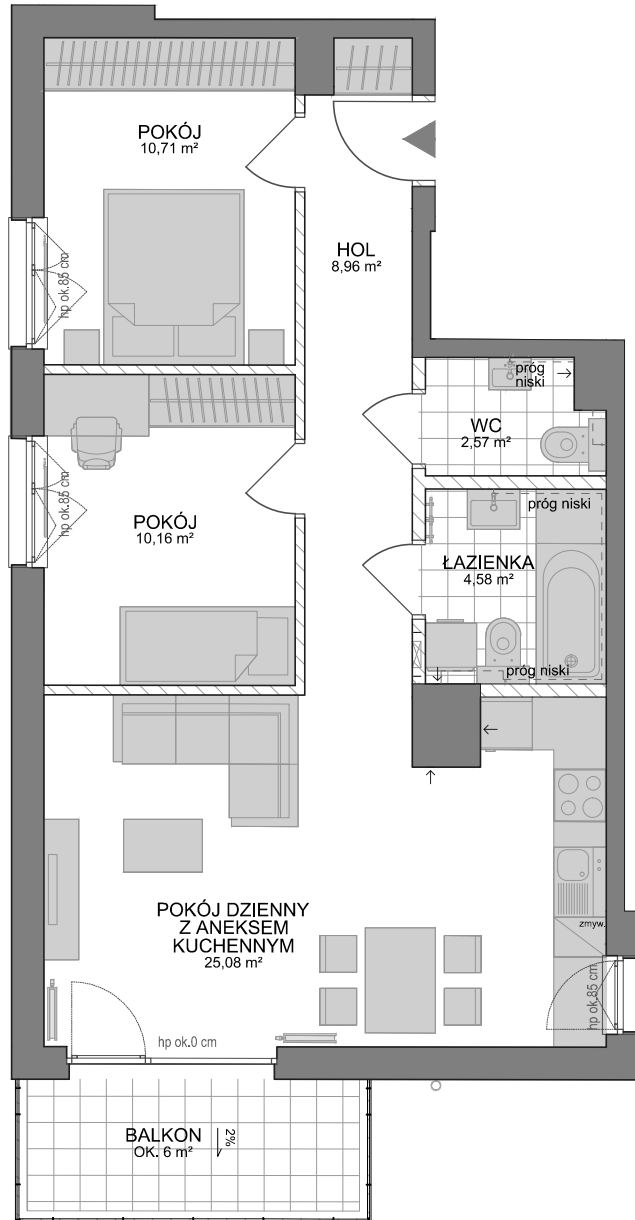 POKÓJ
10,71 m²
HOL
8,96 m²
hp ok.85 cm
próg
niski
WC
2,57 m²
hp ok.85 cm
POKÓJ
10,16 m²
próg niski
ŁAZIENKA
4,58 m²
próg niski
POKÓJ DZIENNY
Z ANEKSEM
KUCHENNYM
25,08 m²
zmyw.
hp ok.85 cm
hp ok.0 cm
BALKON
OK. 6 m²
2%